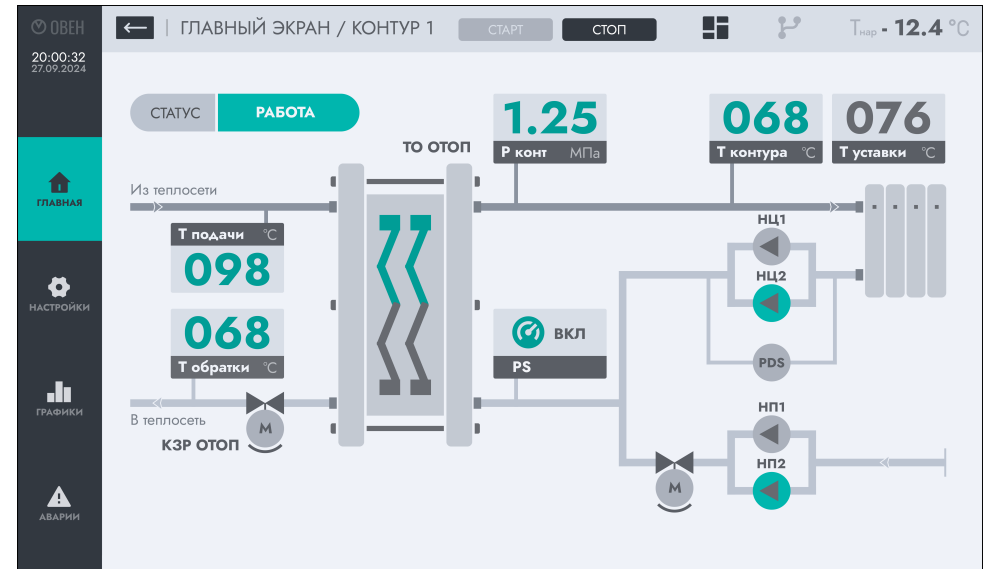 ОВЕН
20:00:32
27.09.2024
ГЛАВНАЯ
НАСТРОЙКИ
ГРАФИКИ
АВАРИИ
ГЛАВНЫЙ ЭКРАН / КОНТУР 1
СТАРТ
СТОП
Тнар - 12.4 °C
СТАТУС
РАБОТА
ТО ОТОП
1.25
Р конт МПа
068
Т контура °C
076
Т уставки °C
Из теплосети
Т подачи °C
098
068
Т обратки °C
В теплосеть
КЗР ОТОП
М
ВКЛ
PS
НЦ1
НЦ2
PDS
НП1
НП2
М